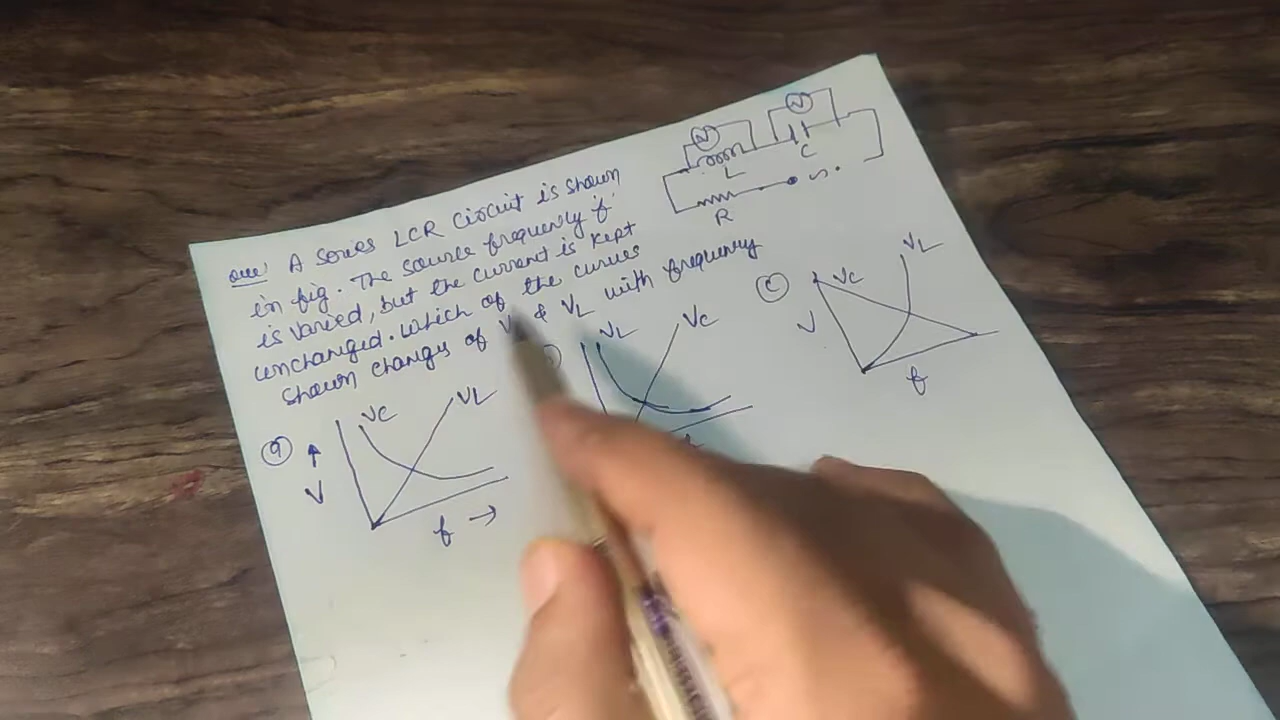 Que: A series LCR Circuit is shown
in fig. The source frequency 'f'
is varied, but the current is kept
unchanged. Which of the curves
shown changes of V & VL with frequency
V
V
L
C
R
a
V
VC
VL
f →
VL
VC
c
V
VC
VL
f